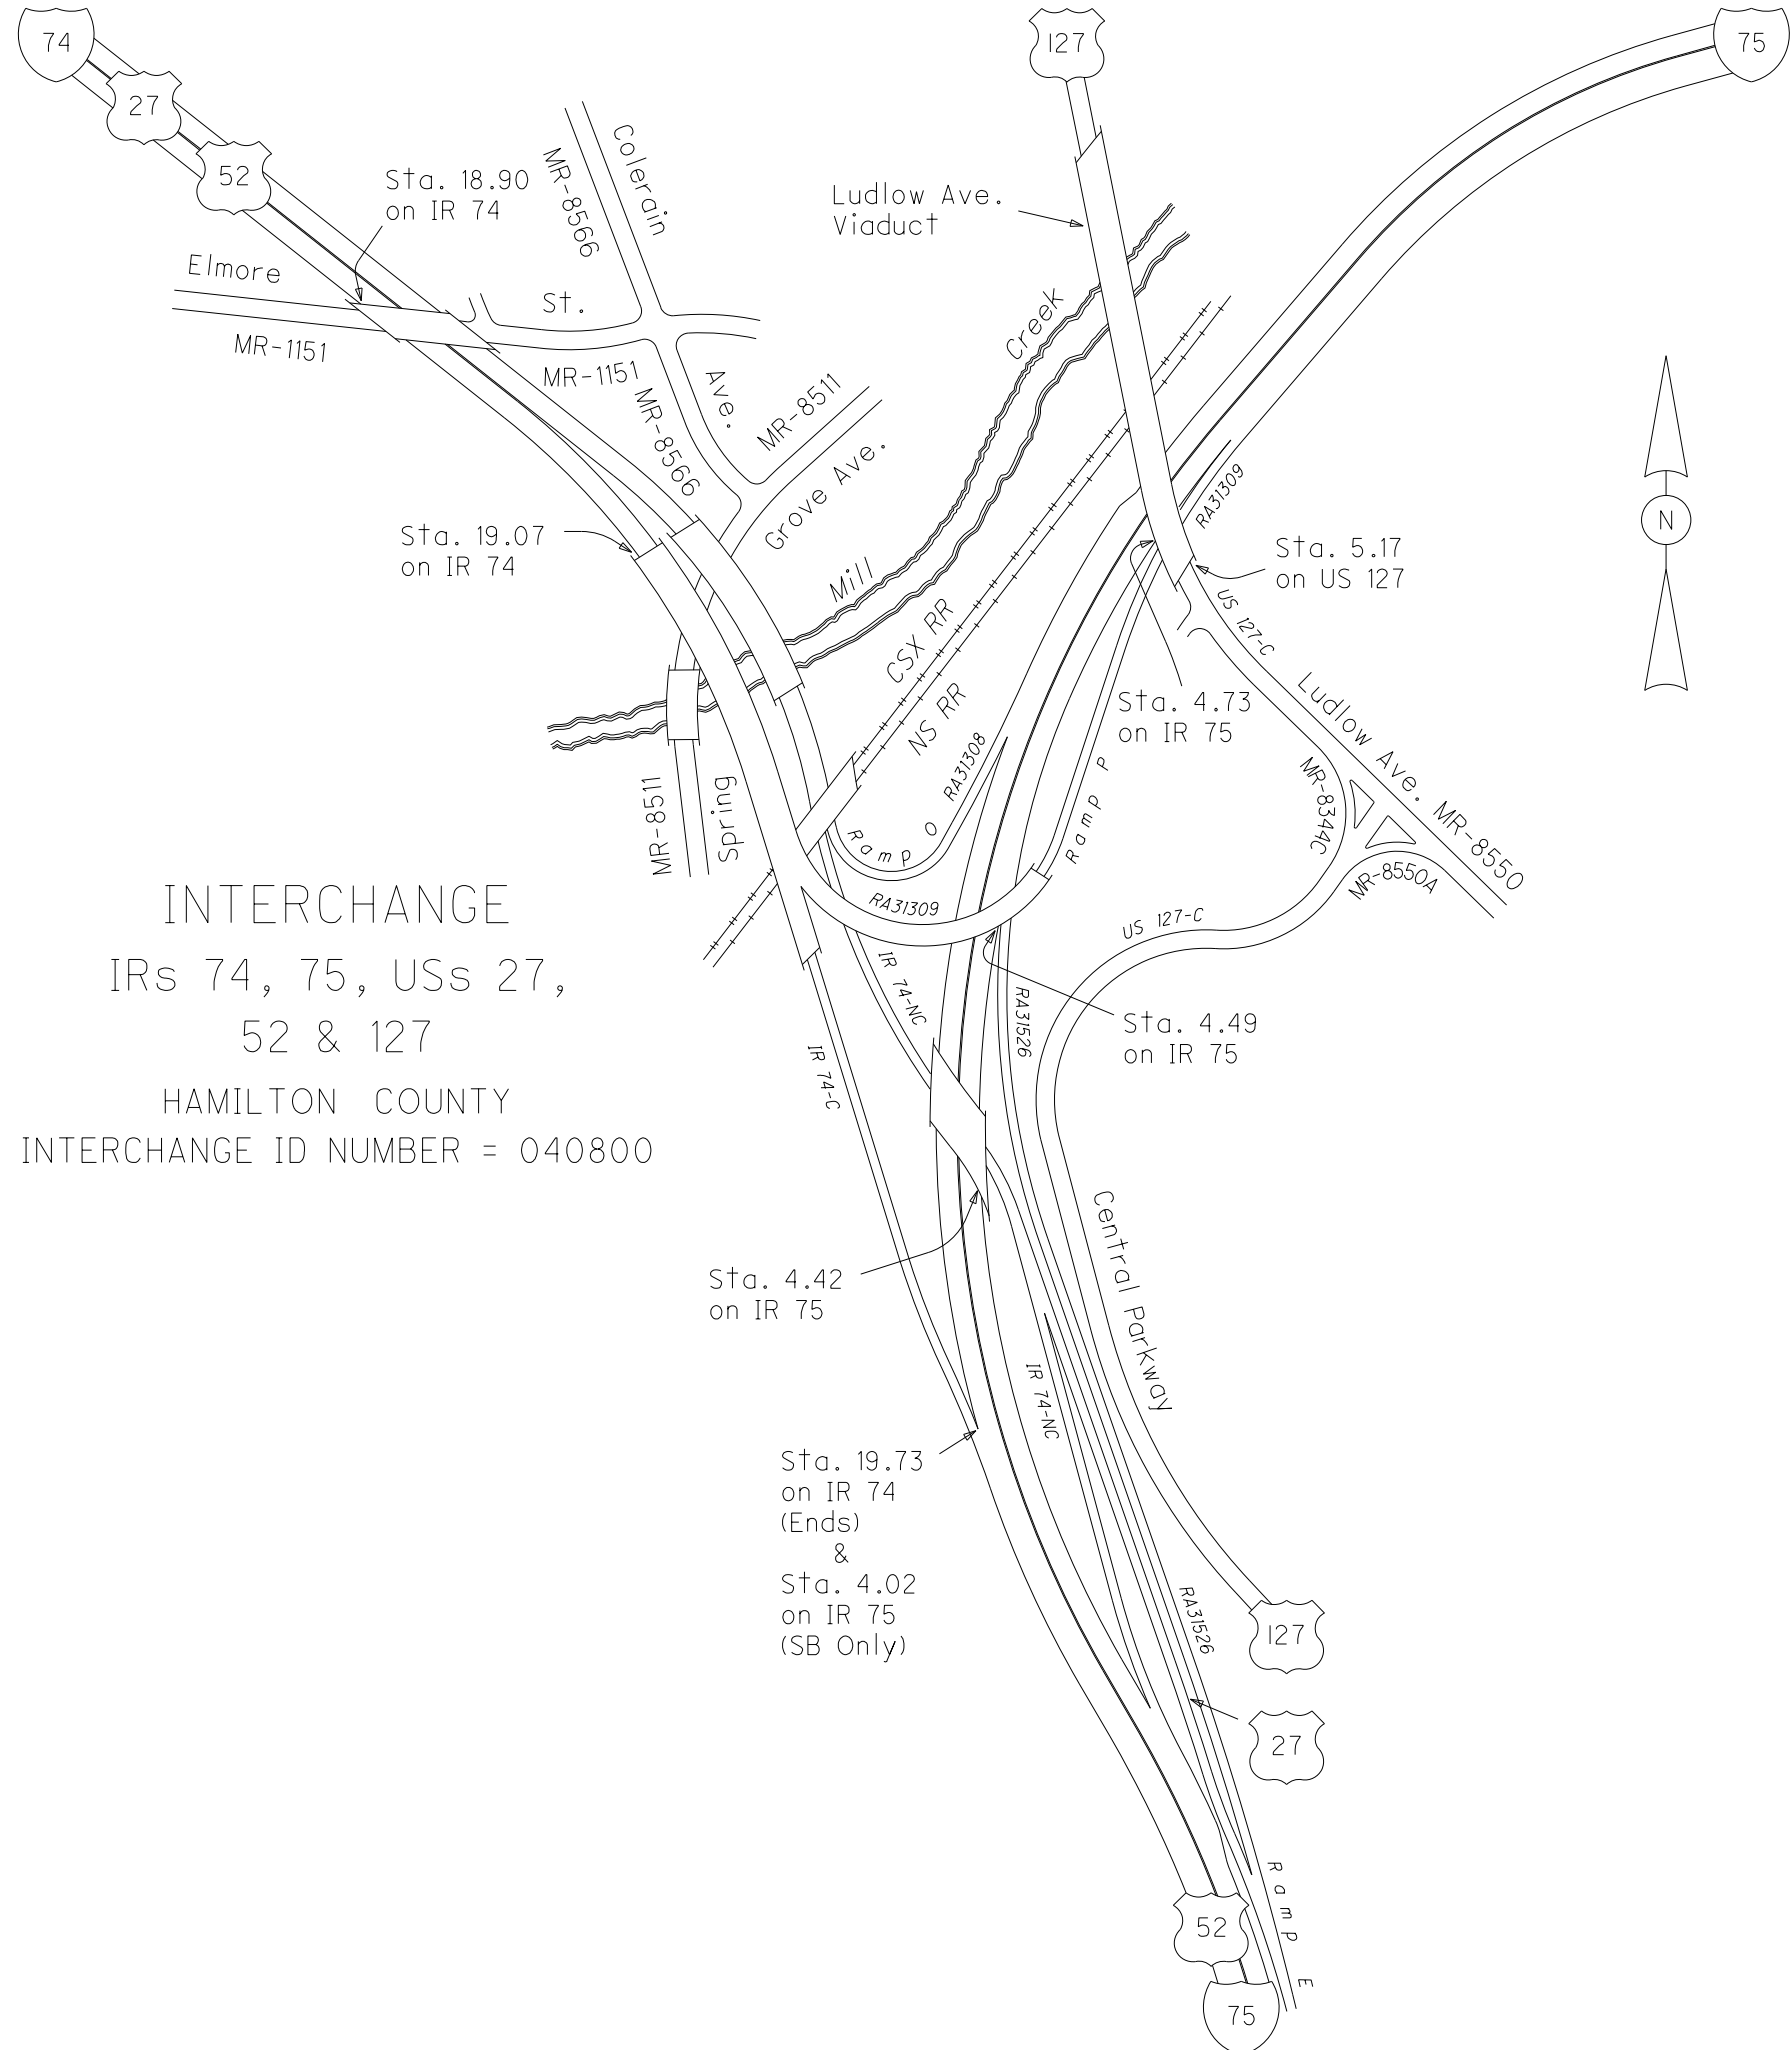 74
27
52
127
75
Sta. 18.90
on IR 74
Colerain
MR-8566
Ludlow Ave.
Viaduct
Elmore
St.
MR-1151
MR-1151
Creek
Ave.
MR-8566
MR-8511
Grove Ave.
RA31309
N
Sta. 19.07
on IR 74
Sta. 5.17
on US 127
Mill
CSX RR
NS RR
US 127-C
Ludlow Ave. MR-8550
Sta. 4.73
on IR 75
MR-8511
Spring
RA31308
Ramp O
Ramp P
MR-8344C
MR-8550A
RA31309
US 127-C
INTERCHANGE
IRs 74, 75, USs 27,
52 & 127
HAMILTON COUNTY
INTERCHANGE ID NUMBER = 040800
IR 74-NC
RA31526
Sta. 4.49
on IR 75
IR 74-C
Central Parkway
Sta. 4.42
on IR 75
IR 74-NC
Sta. 19.73
on IR 74
(Ends)
&
Sta. 4.02
on IR 75
(SB Only)
RA31526
127
27
Ramp E
52
75